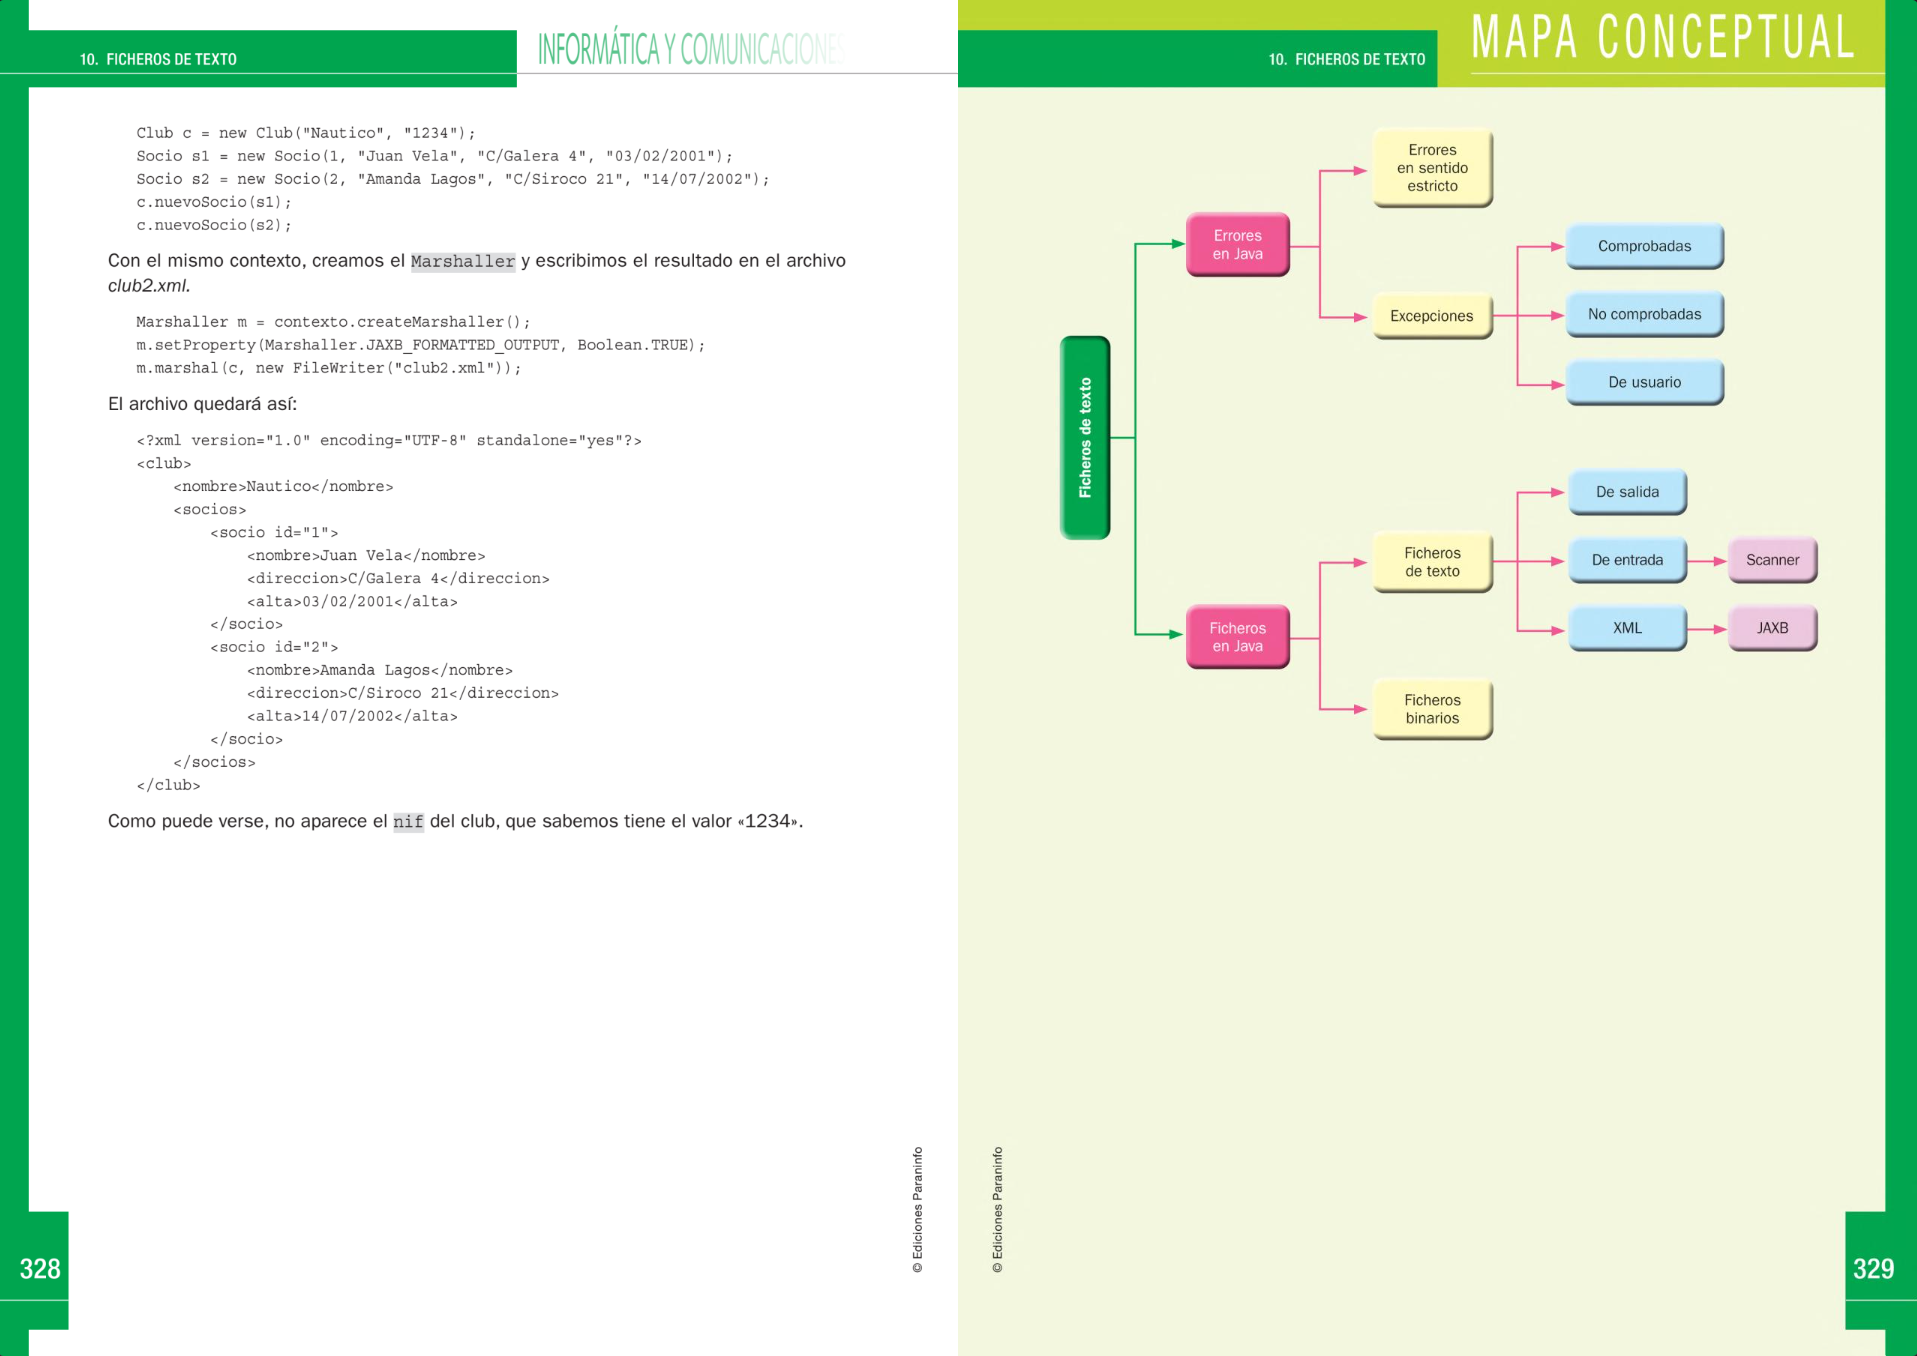 10. FICHEROS DE TEXTO
INFORMÁTICA Y COMUNICACIONES
Club c = new Club("Nautico", "1234");
Socio s1 = new Socio(1, "Juan Vela", "C/Galera 4", "03/02/2001");
Socio s2 = new Socio(2, "Amanda Lagos", "C/Siroco 21", "14/07/2002");
c.nuevoSocio(s1);
c.nuevoSocio(s2);
Con el mismo contexto, creamos el Marshaller y escribimos el resultado en el archivo
club2.xml.
Marshaller m = contexto.createMarshaller();
m.setProperty(Marshaller.JAXB_FORMATTED_OUTPUT, Boolean.TRUE);
m.marshal(c, new FileWriter("club2.xml"));
El archivo quedará así:
<?xml version="1.0" encoding="UTF-8" standalone="yes"?>
<club>
<nombre>Nautico</nombre>
<socios>
<socio id="1">
<nombre>Juan Vela</nombre>
<direccion>C/Galera 4</direccion>
<alta>03/02/2001</alta>
</socio>
<socio id="2">
<nombre>Amanda Lagos</nombre>
<direccion>C/Siroco 21</direccion>
<alta>14/07/2002</alta>
</socio>
</socios>
</club>
Como puede verse, no aparece el nif del club, que sabemos tiene el valor «1234».
© Ediciones Paraninfo
328
10. FICHEROS DE TEXTO
MAPA CONCEPTUAL
Ficheros de texto
Errores
en Java
Errores
en sentido
estricto
Excepciones
Comprobadas
No comprobadas
De usuario
Ficheros
en Java
Ficheros
de texto
De salida
De entrada
Scanner
XML
JAXB
Ficheros
binarios
© Ediciones Paraninfo
329